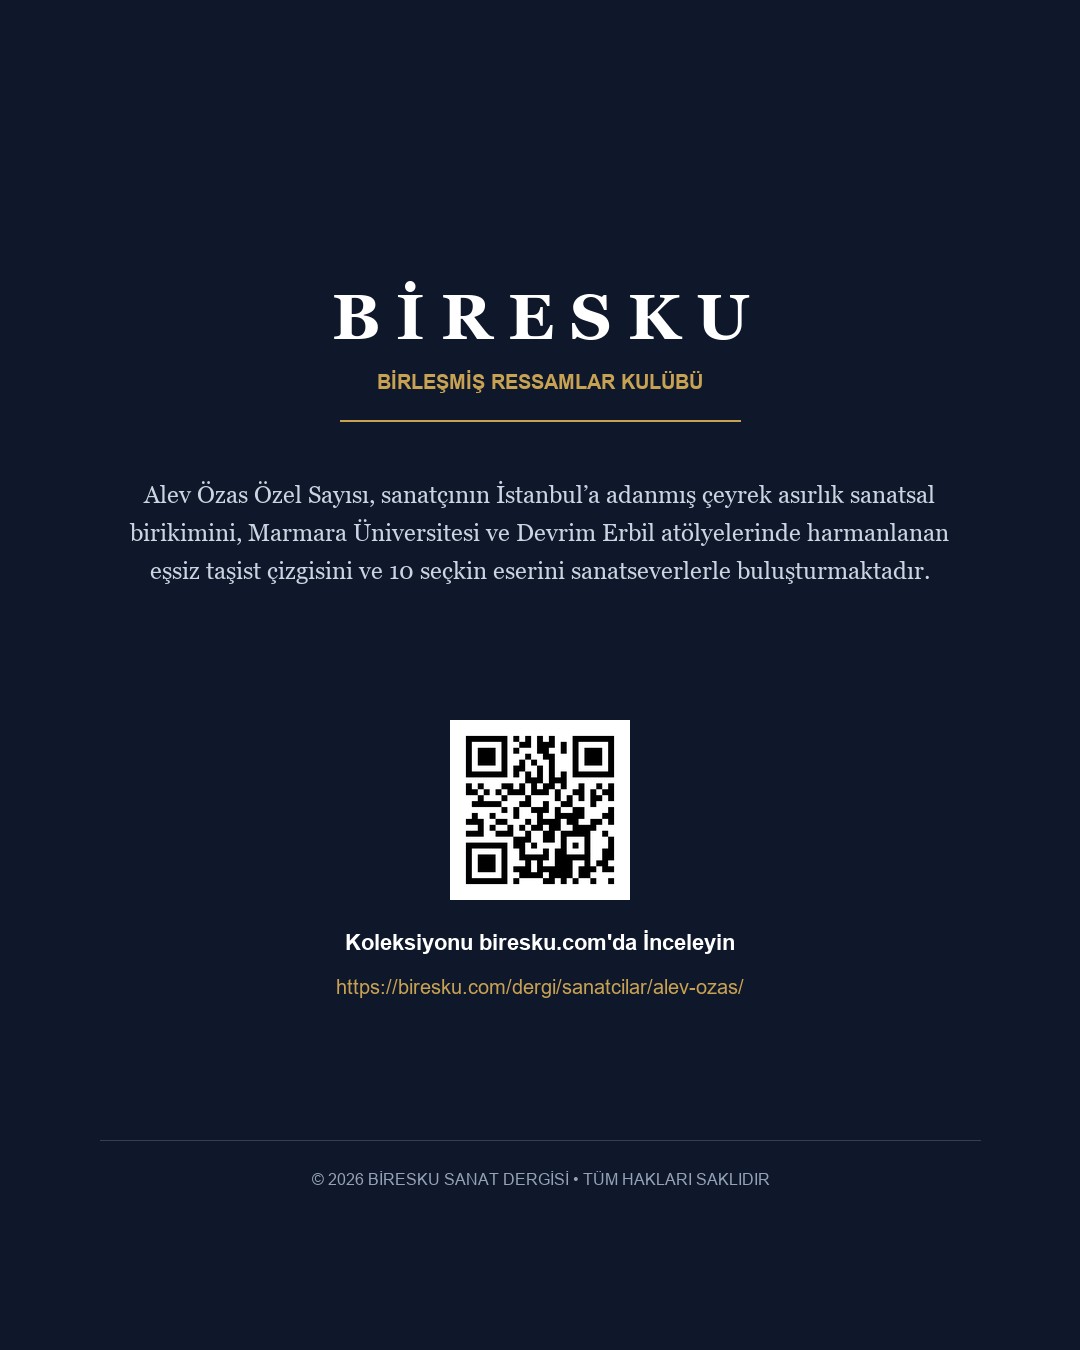 BİRESKU
BİRLEŞMİŞ RESSAMLAR KULÜBÜ
Alev Özas Özel Sayısı, sanatçının İstanbul’a adanmış çeyrek asırlık sanatsal
birikimini, Marmara Üniversitesi ve Devrim Erbil atölyelerinde harmanlanan
eşsiz taşist çizgisini ve 10 seçkin eserini sanatseverlerle buluşturmaktadır.
Koleksiyonu biresku.com'da İnceleyin
https://biresku.com/dergi/sanatcilar/alev-ozas/
© 2026 BİRESKU SANAT DERGİSİ • TÜM HAKLARI SAKLIDIR